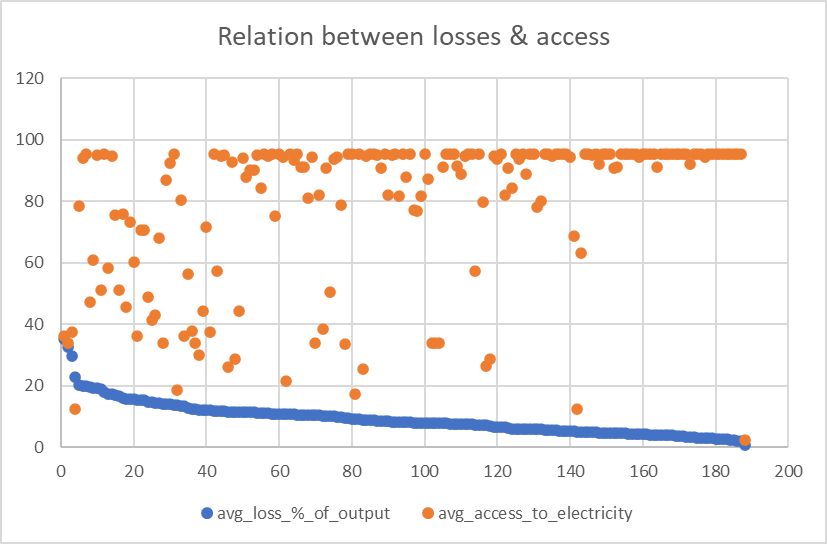 Relation between losses & access
120
100
80
60
40
20
0
0 20 40 60 80 100 120 140 160 180 200
avg_loss_%_of_output avg_access_to_electricity